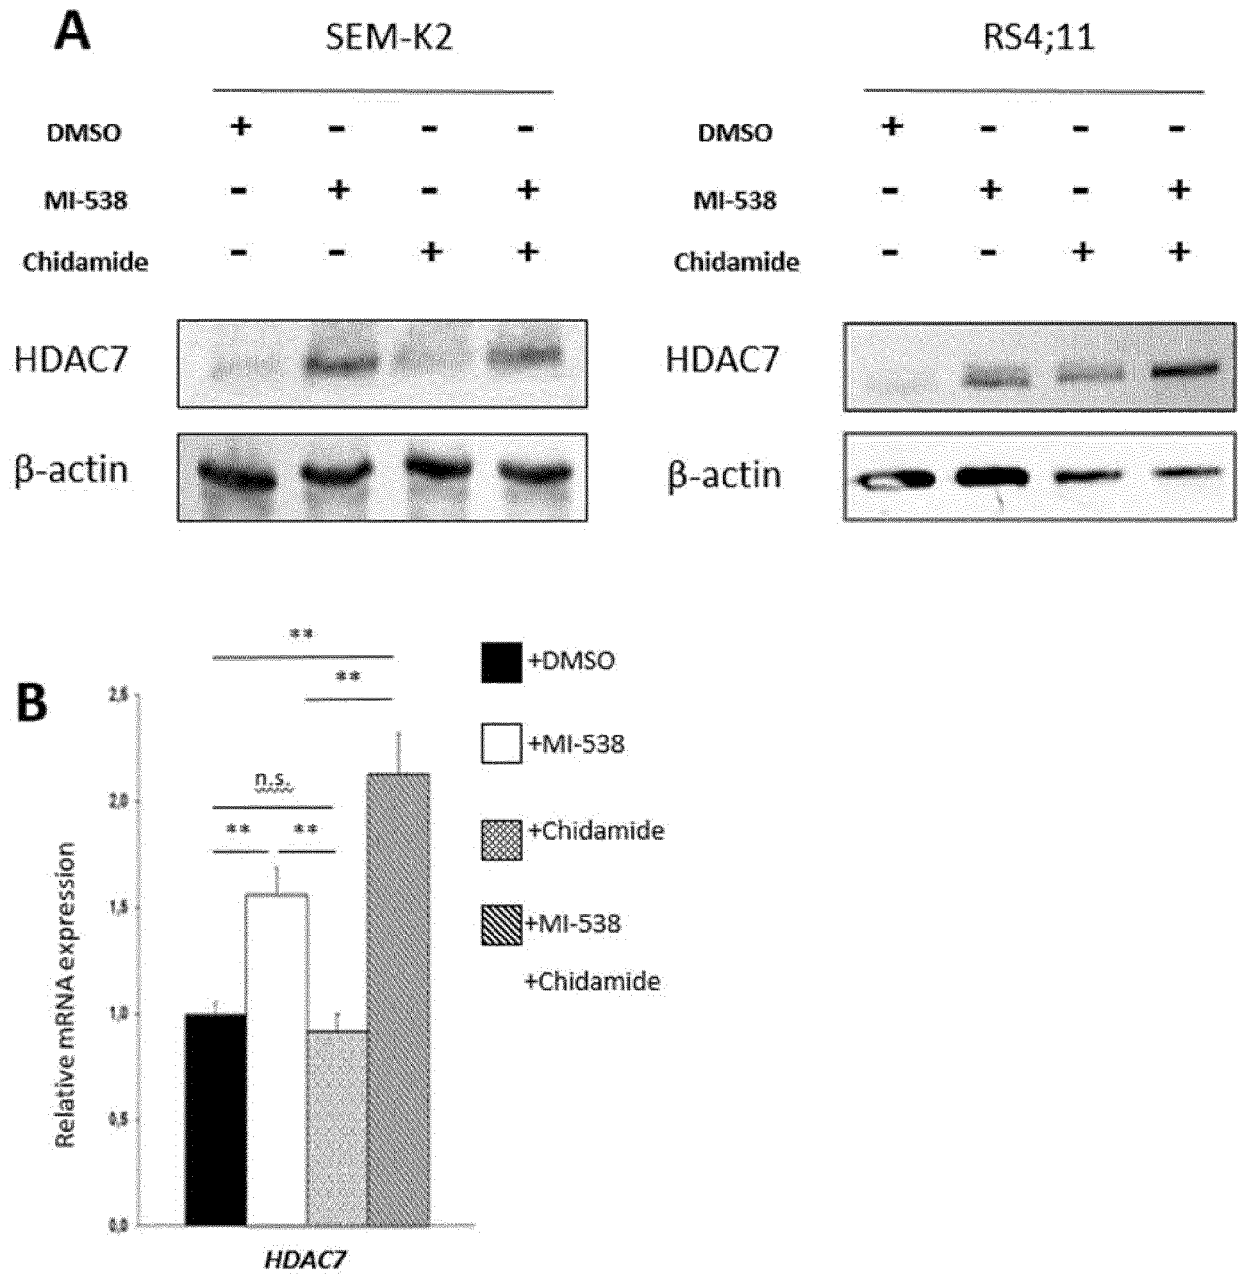 A
SEM-K2
RS4;11
DMSO + - - -
DMSO + - - -
MI-538 - + - +
MI-538 - + - +
Chidamide - - + +
Chidamide - - + +
HDAC7
HDAC7
β-actin
β-actin
B
**
**
n.s.
** **
2,5
2,0
1,5
1,0
0,5
0,0
Relative mRNA expression
HDAC7
+DMSO
+MI-538
+Chidamide
+MI-538
+Chidamide